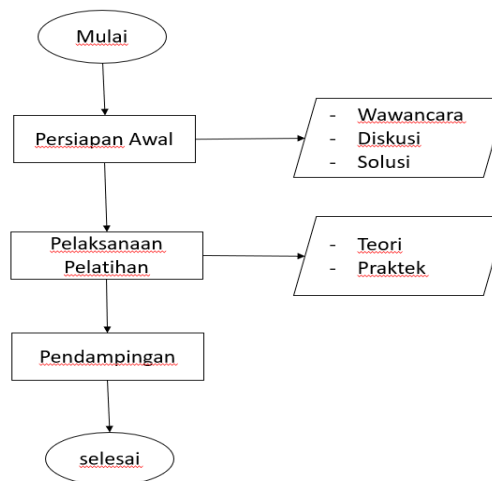 Mulai
Persiapan Awal
- Wawancara
- Diskusi
- Solusi
Pelaksanaan
Pelatihan
- Teori
- Praktek
Pendampingan
selesai